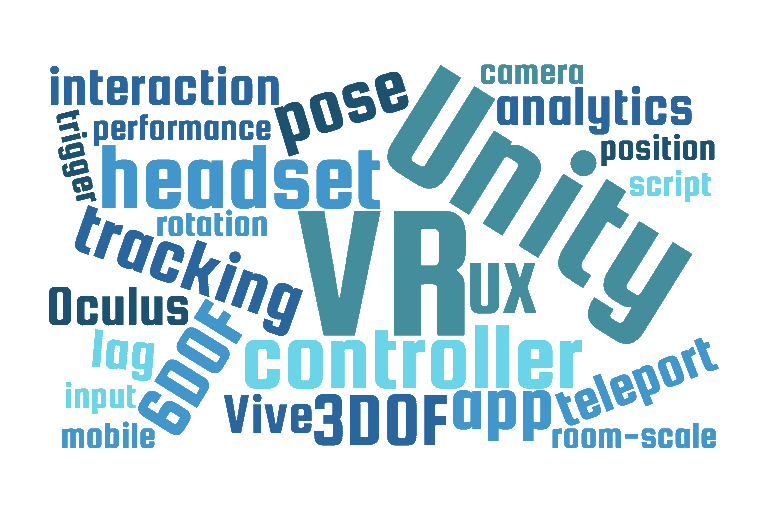 camera
interaction
pose
Unity
analytics
trigger
performance
position
headset
script
rotation
tracking
VR
UX
Oculus
6DOF
lag
controller
input
teleport
Vive
3DOF
app
mobile
room-scale